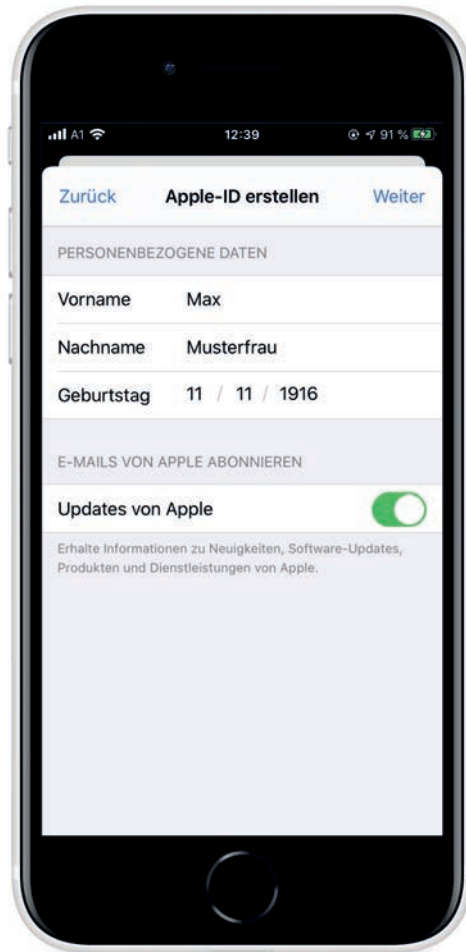 A1 12:39 91 %
Zurück Apple-ID erstellen Weiter
PERSONENBEZOGENE DATEN
Vorname Max
Nachname Musterfrau
Geburtstag 11 / 11 / 1916
E-MAILS VON APPLE ABONNIEREN
Updates von Apple
Erhalte Informationen zu Neuigkeiten, Software-Updates,
Produkten und Dienstleistungen von Apple.